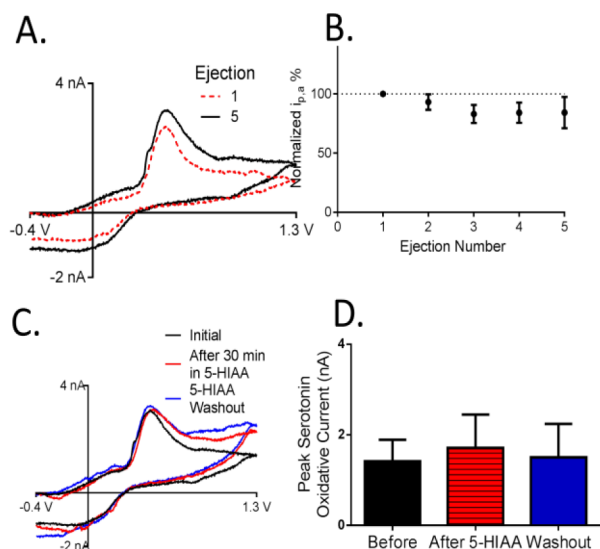 A.
4 nA
Ejection
1
5
-0.4 V
1.3 V
-2 nA
B.
Normalized i p,a %
100
50
0
0
1
2
3
4
5
Ejection Number
C.
Initial
After 30 min
in 5-HIAA
5-HIAA
Washout
4 nA
-0.4 V
1.3 V
-2 nA
D.
Peak Serotonin
Oxidative Current (nA)
4
2
0
Before
After 5-HIAA
Washout